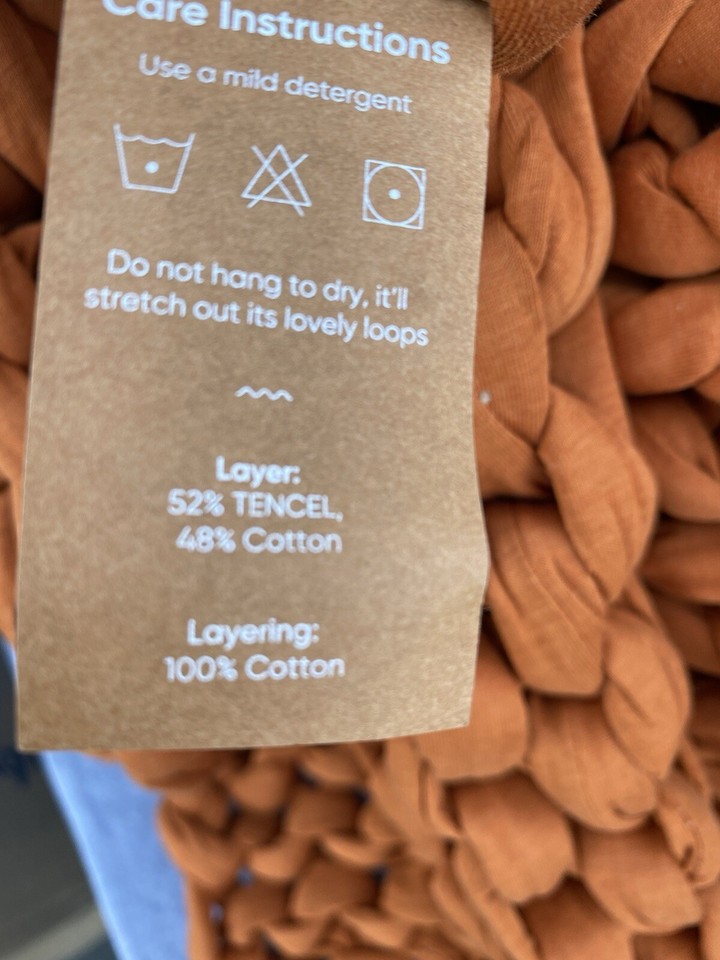 Care Instructions
Use a mild detergent
Do not hang to dry, it'll
stretch out its lovely loops
Layer:
52% TENCEL,
48% Cotton
Layering:
100% Cotton